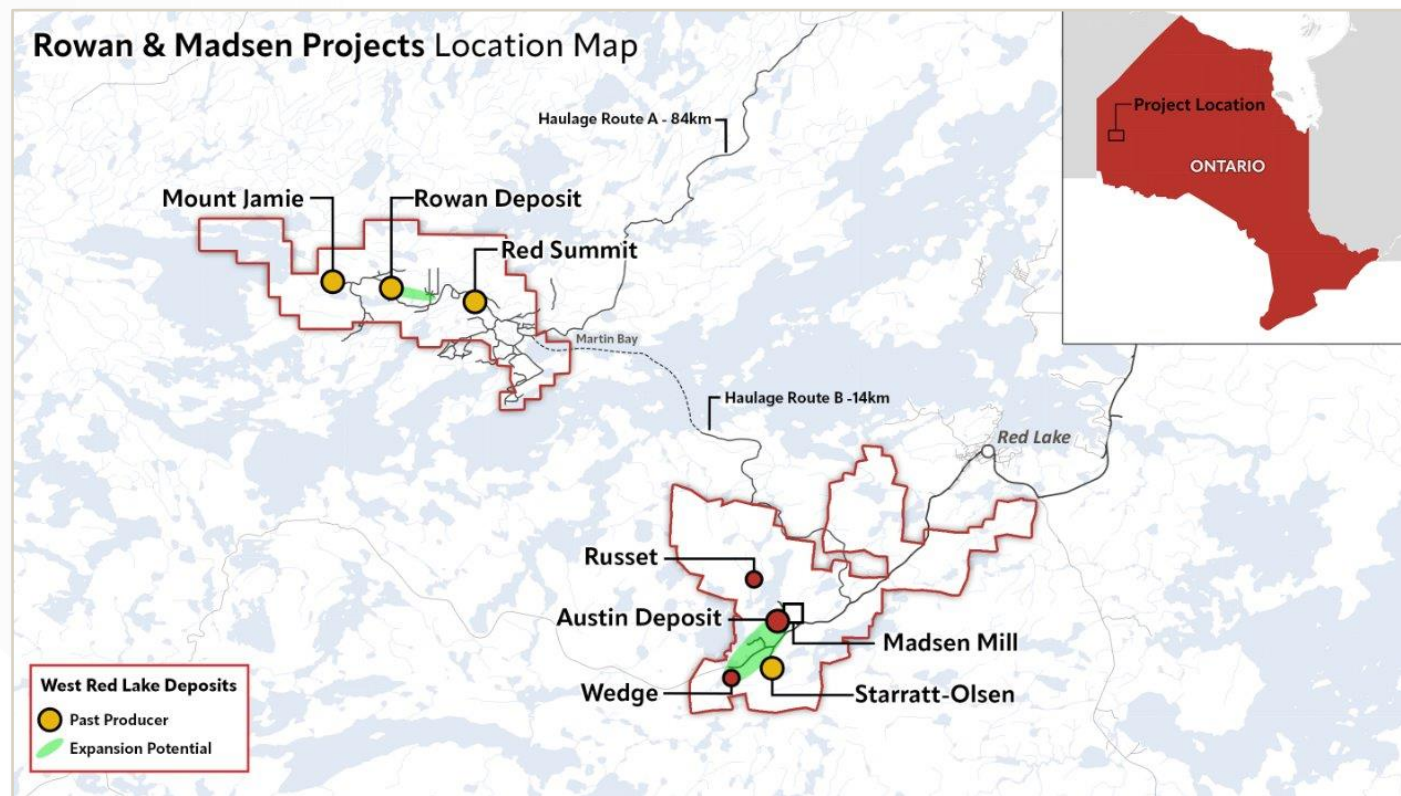 Rowan & Madsen Projects Location Map
Haulage Route A - 84km
Project Location
ONTARIO
Mount Jamie
Rowan Deposit
Red Summit
Martin Bay
Haulage Route B -14km
Red Lake
Russet
Austin Deposit
Madsen Mill
Wedge
Starratt-Olsen
West Red Lake Deposits
Past Producer
Expansion Potential